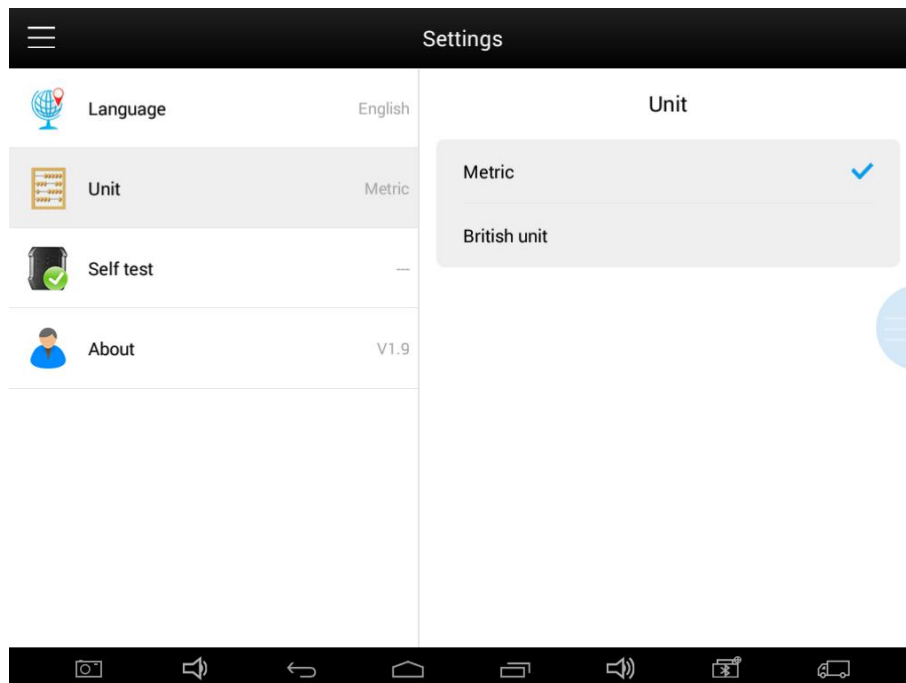 Settings
Language English
Unit Metric
Self test ---
About V1.9
Unit
Metric
British unit